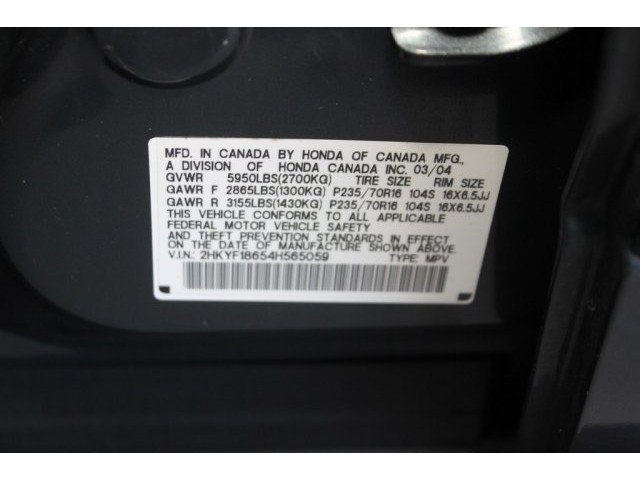 MFD. IN CANADA BY HONDA OF CANADA MFG.,
A DIVISION OF HONDA CANADA INC. 03/04
GVWR 5950LBS(2700KG) TIRE SIZE RIM SIZE
GAWR F 2865LBS(1300KG) P235/70R16 104S 16X6.5JJ
GAWR R 3155LBS(1430KG) P235/70R16 104S 16X6.5JJ
THIS VEHICLE CONFORMS TO ALL APPLICABLE
FEDERAL MOTOR VEHICLE SAFETY
AND THEFT PREVENTION STANDARDS IN
EFFECT ON THE DATE OF MANUFACTURE SHOWN ABOVE.
V.I.N.: 2HKYF18654H565059 TYPE: MPV